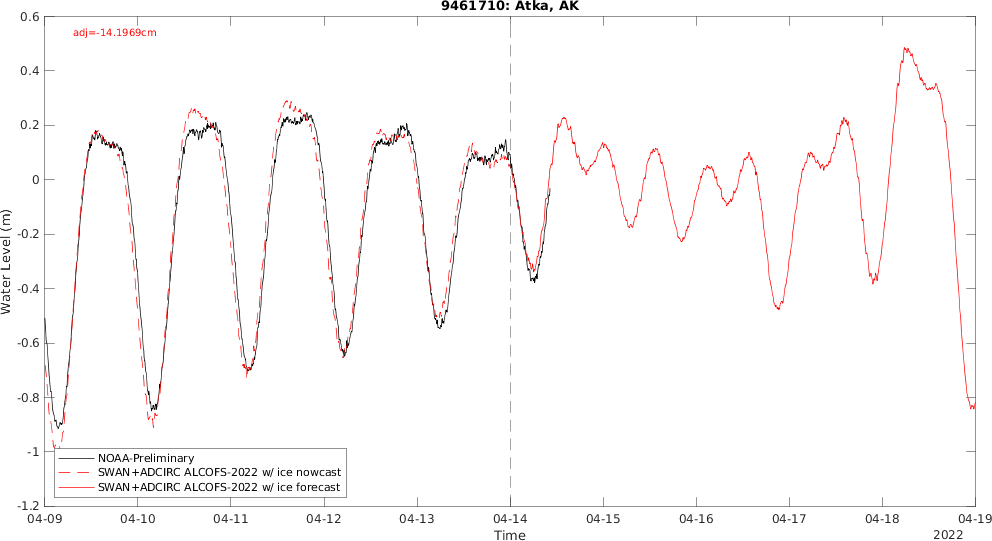 9461710: Atka, AK
adj=-14.1969cm
0.6
0.4
0.2
0
-0.2
-0.4
-0.6
-0.8
-1
-1.2
Water Level (m)
NOAA-Preliminary
SWAN+ADCIRC ALCOFS-2022 w/ ice nowcast
SWAN+ADCIRC ALCOFS-2022 w/ ice forecast
04-09 04-10 04-11 04-12 04-13 04-14 04-15 04-16 04-17 04-18 04-19
Time
2022